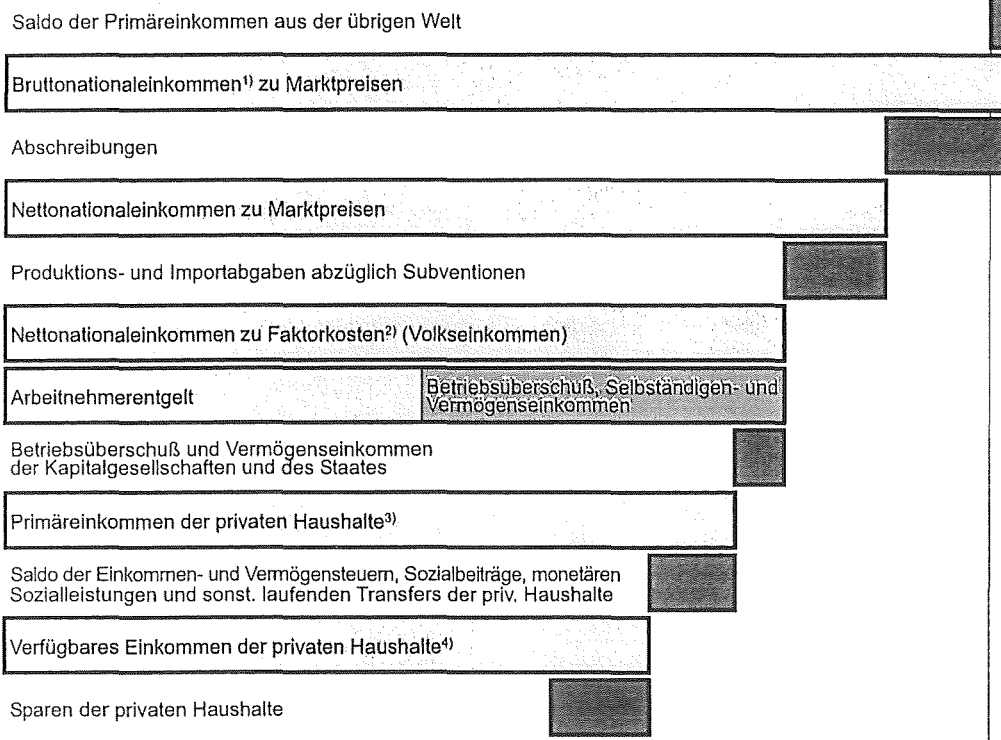 Saldo der Primäreinkommen aus der übrigen Welt
Bruttonationaleinkommen¹⁾ zu Marktpreisen
Abschreibungen
Nettonationaleinkommen zu Marktpreisen
Produktions- und Importabgaben abzüglich Subventionen
Nettonationaleinkommen zu Faktorkosten²⁾ (Volkseinkommen)
Arbeitnehmerentgelt
Betriebsüberschuß, Selbständigen- und
Vermögenseinkommen
Betriebsüberschuß und Vermögenseinkommen
der Kapitalgesellschaften und des Staates
Primäreinkommen der privaten Haushalte³⁾
Saldo der Einkommen- und Vermögensteuern, Sozialbeiträge, monetären
Sozialleistungen und sonst. laufenden Transfers der priv. Haushalte
Verfügbares Einkommen der privaten Haushalte⁴⁾
Sparen der privaten Haushalte